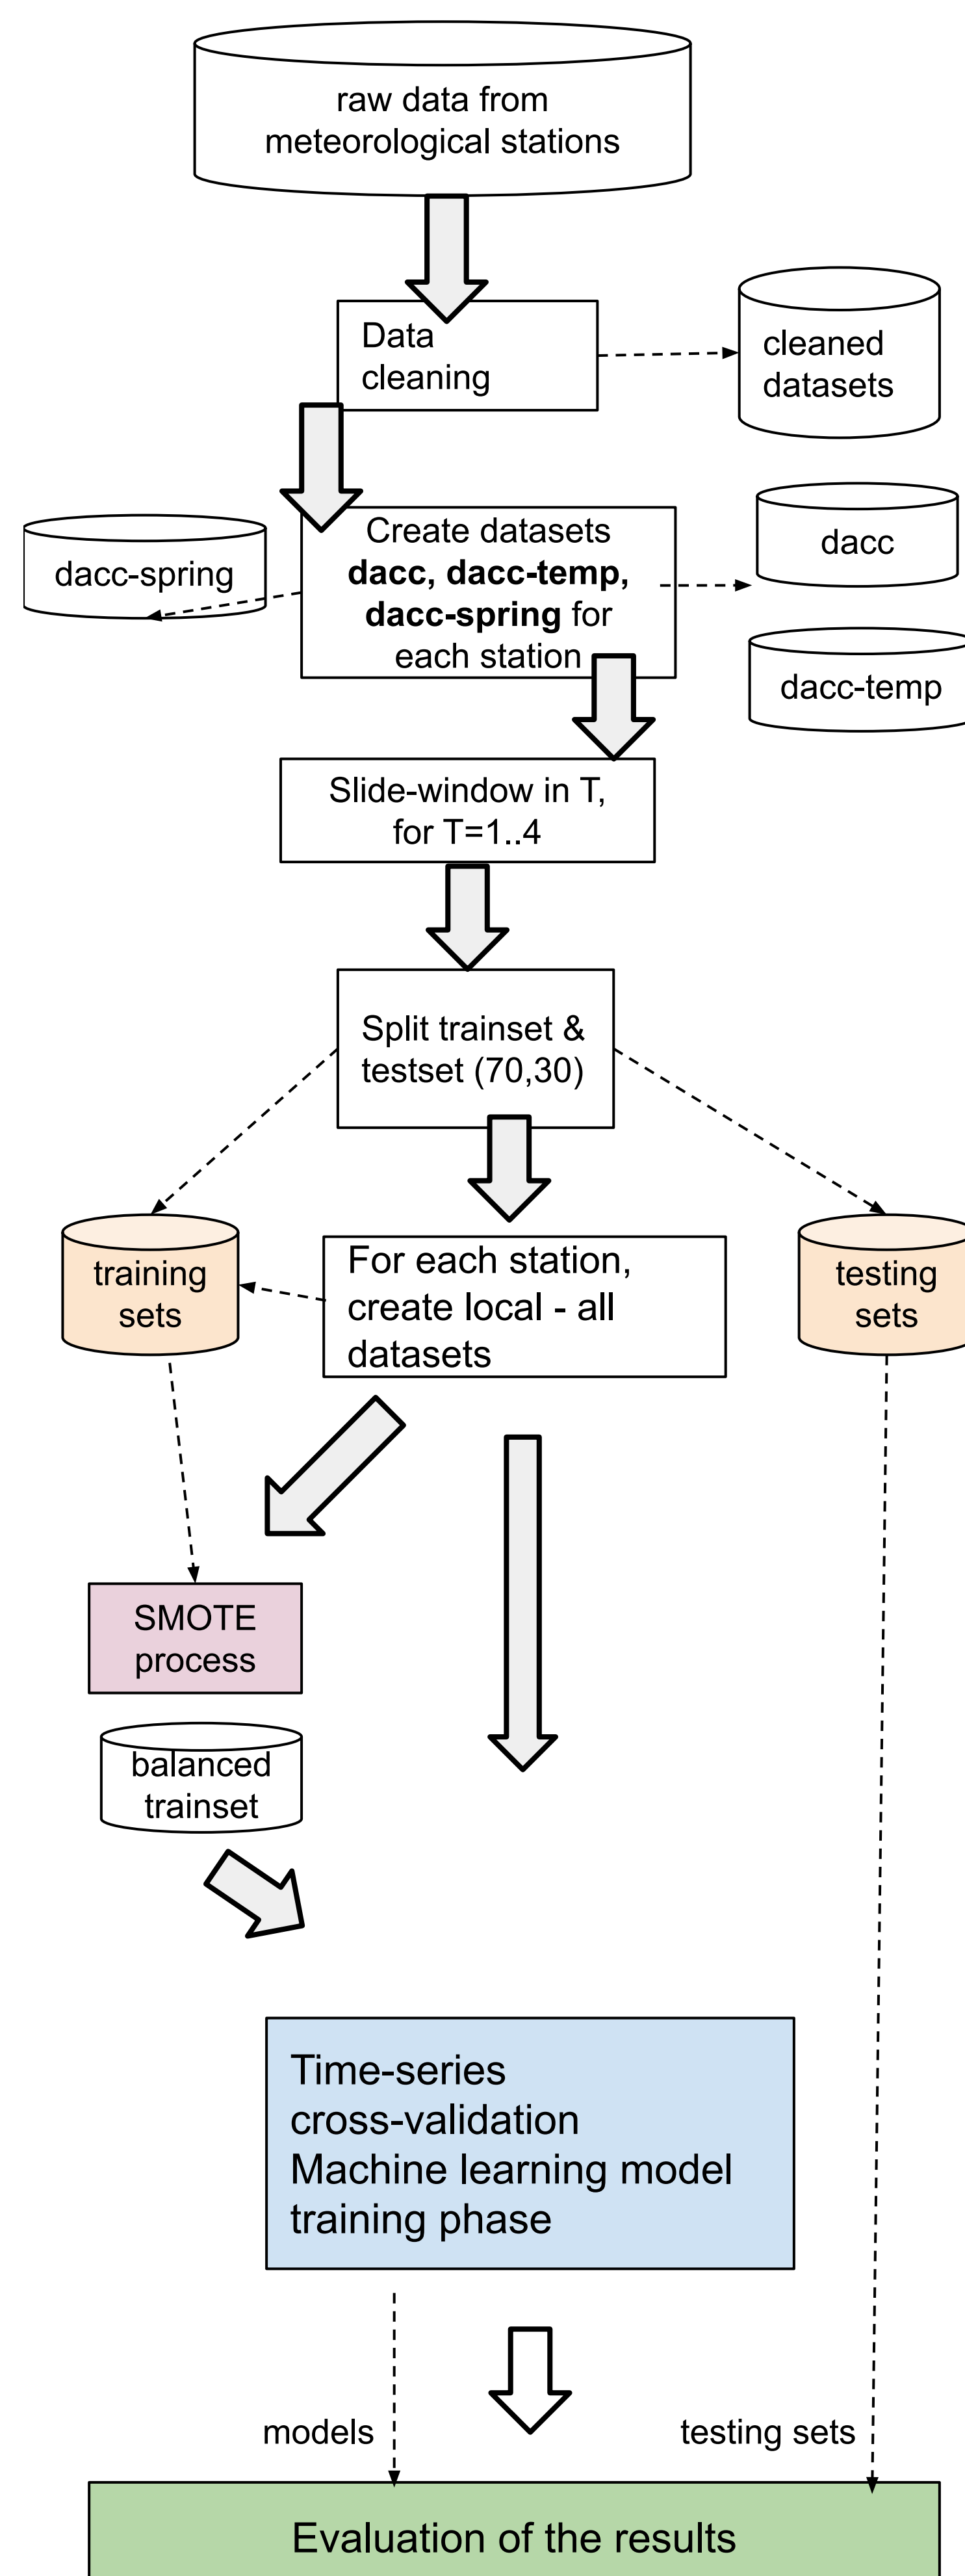 raw data from
meteorological stations
Data
cleaning
cleaned
datasets
dacc-spring
Create datasets
dacc, dacc-temp,
dacc-spring for
each station
dacc
dacc-temp
Slide-window in T,
for T=1..4
Split trainset &
testset (70,30)
training
sets
For each station,
create local - all
datasets
testing
sets
SMOTE
process
balanced
trainset
Time-series
cross-validation
Machine learning model
training phase
models
testing sets
Evaluation of the results